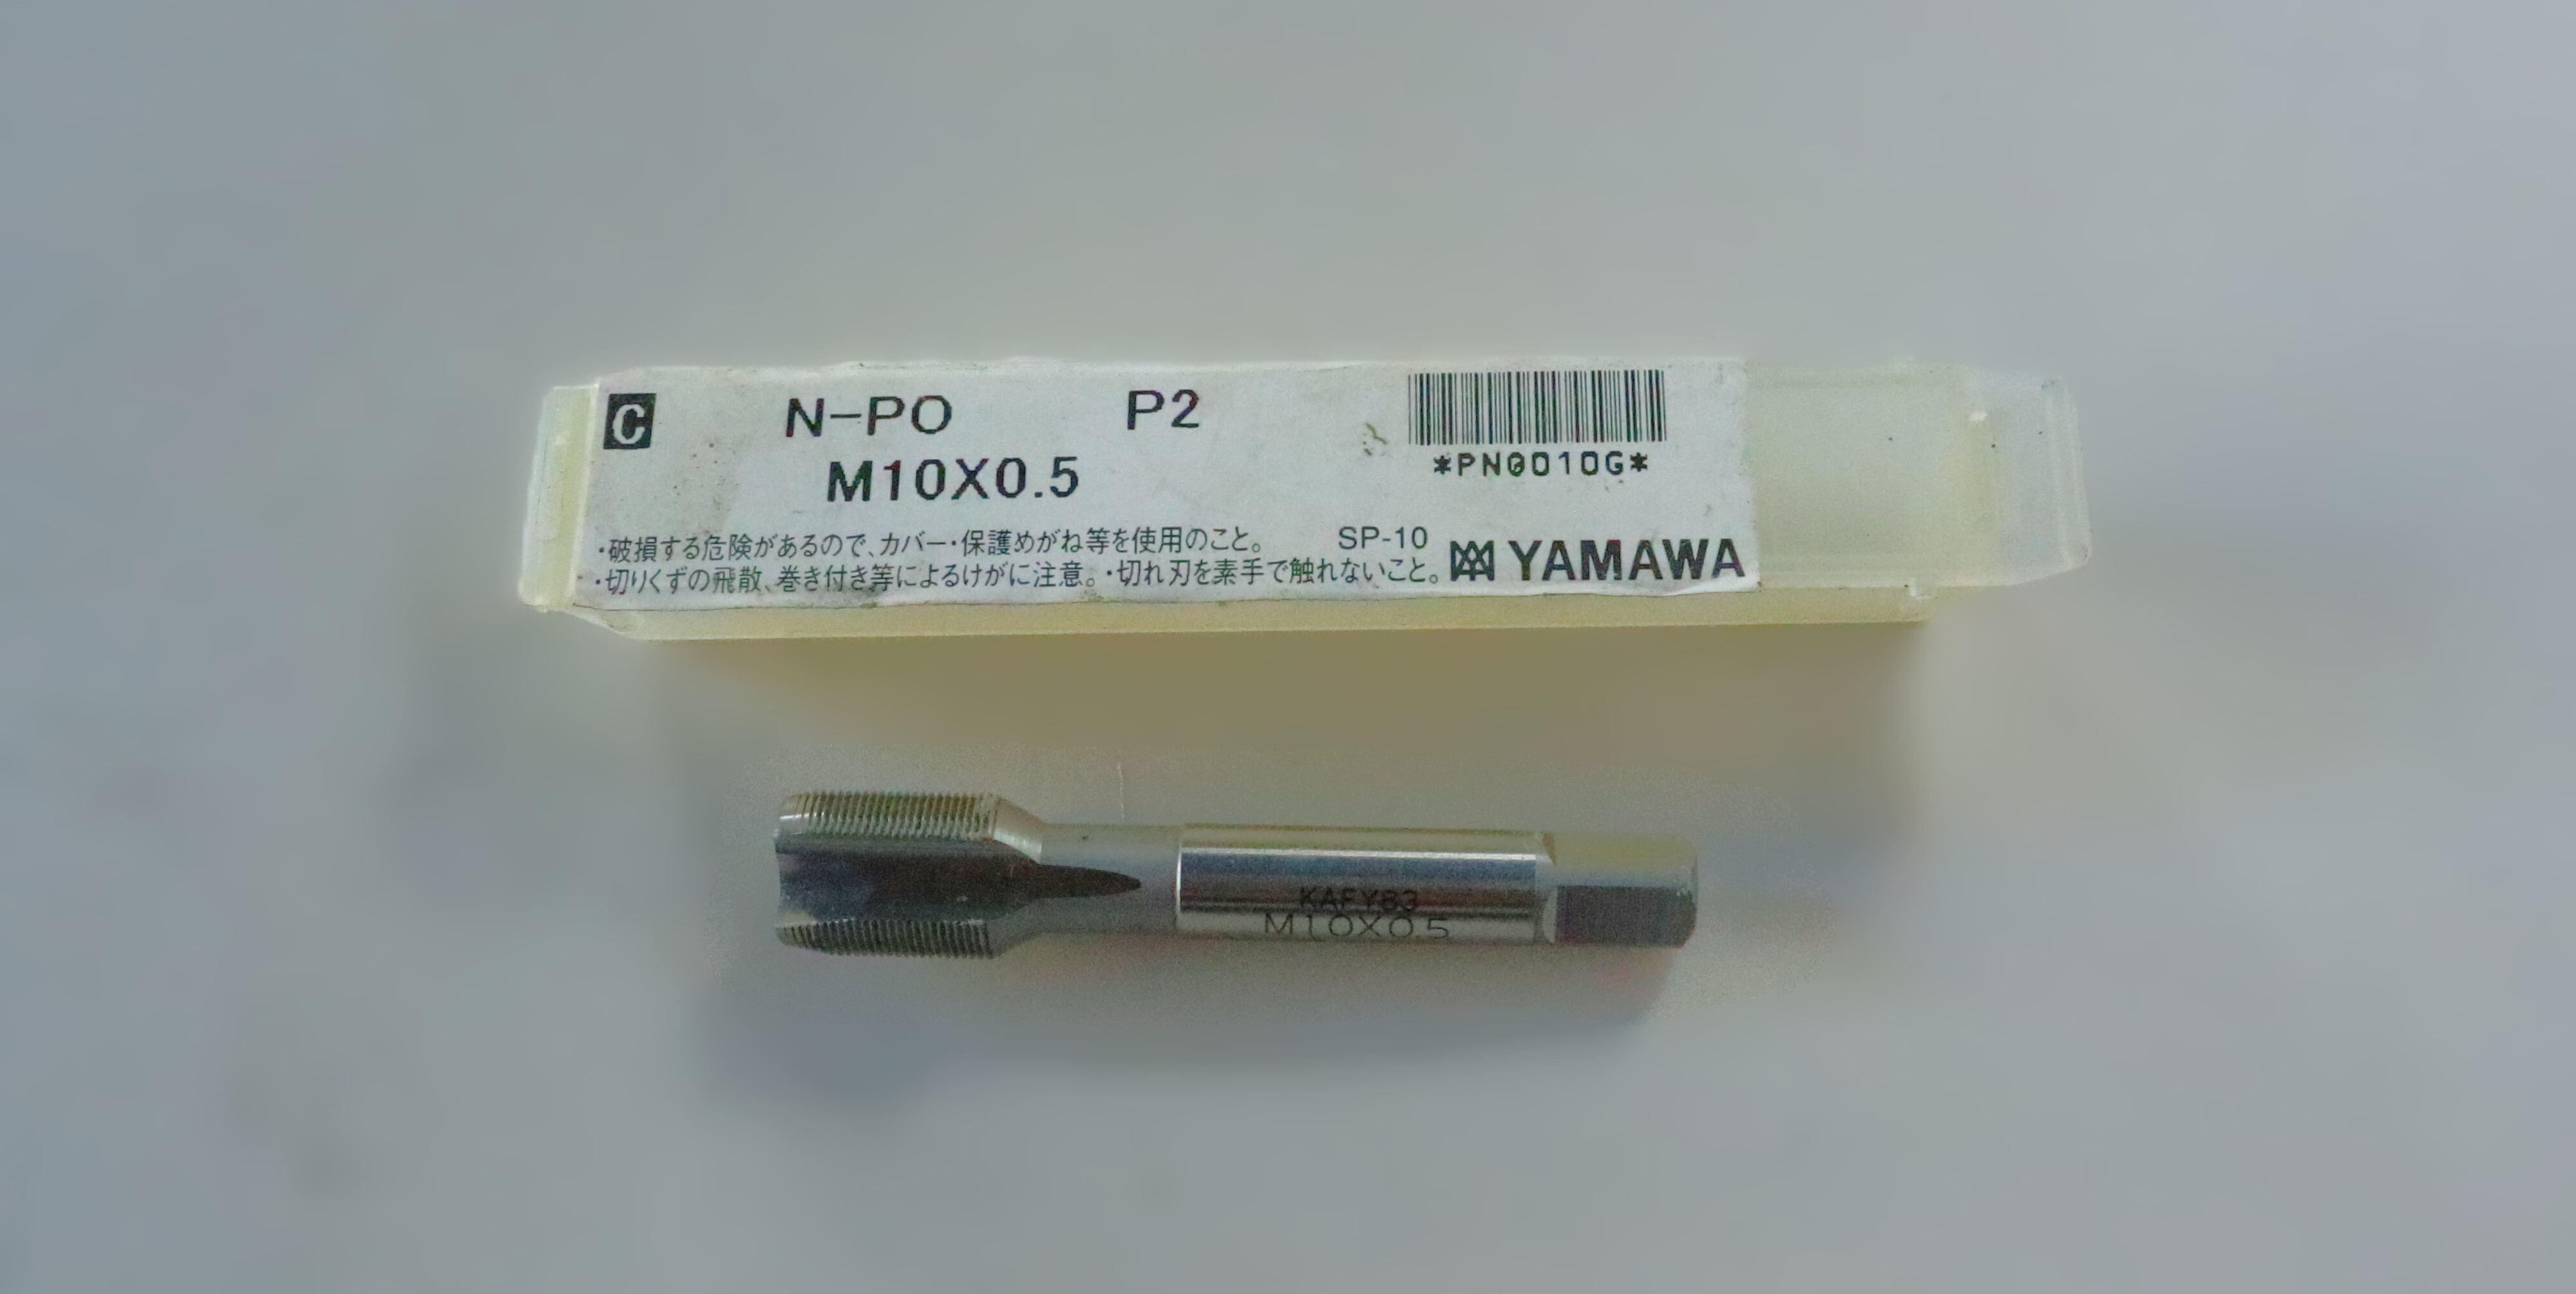 C N-PO P2
M10X0.5
*PN0010G*
・破損する危険があるので、カバー・保護めがね等を使用のこと。 SP-10
・切りくずの飛散、巻き付き等によるけがに注意。・切れ刃を素手で触れないこと。 YAMAWA
KAFY83
M10X0.5